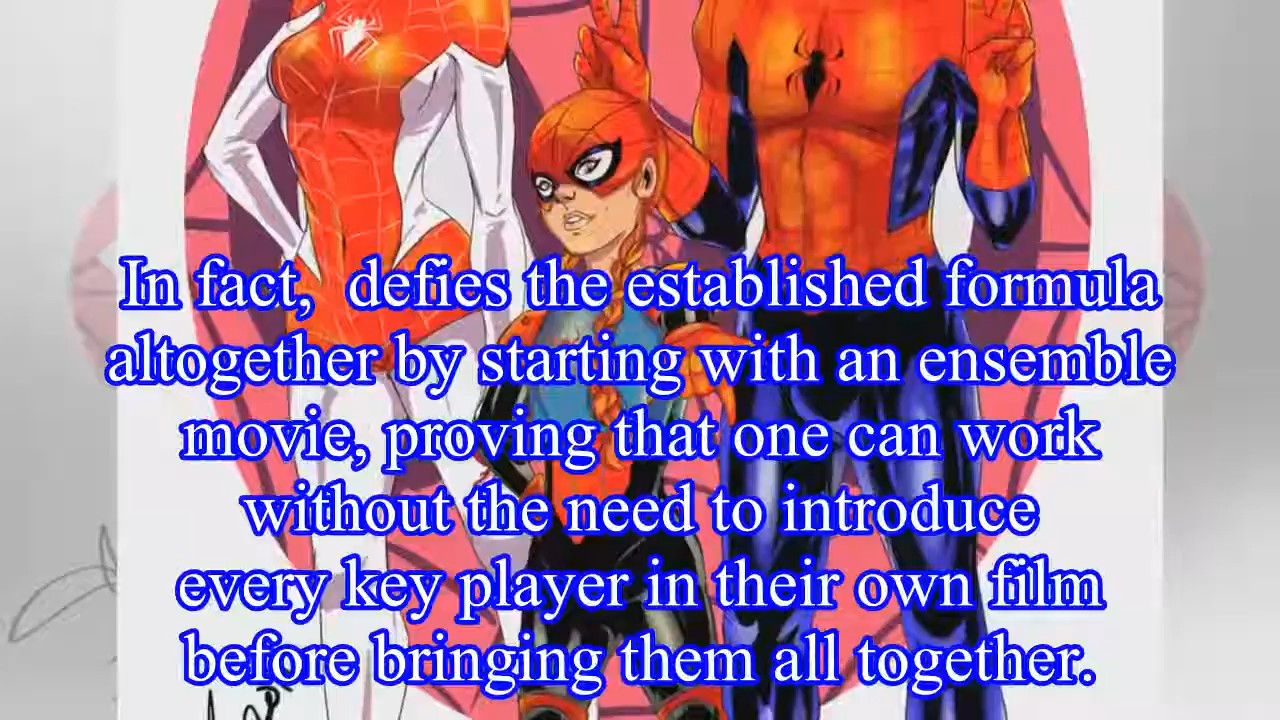 In fact,  defies the established formula
altogether by starting with an ensemble
movie, proving that one can work
without the need to introduce
every key player in their own film
before bringing them all together.